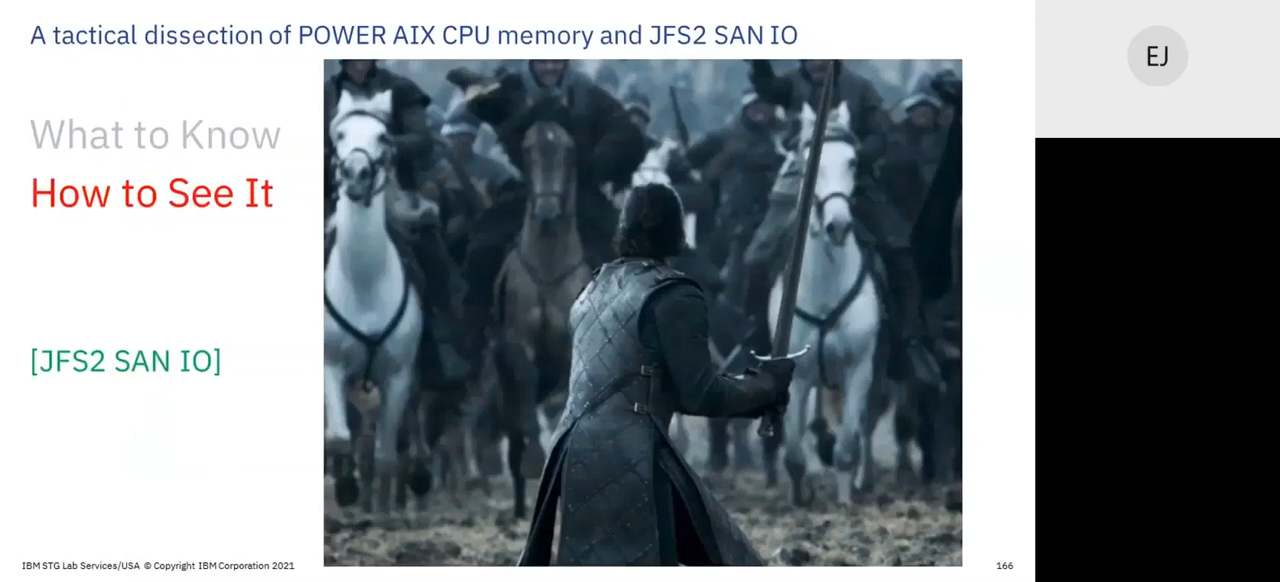 A tactical dissection of POWER AIX CPU memory and JFS2 SAN IO
EJ
What to Know
How to See It
[JFS2 SAN IO]
IBM STG Lab Services/USA © Copyright IBM Corporation 2021
166